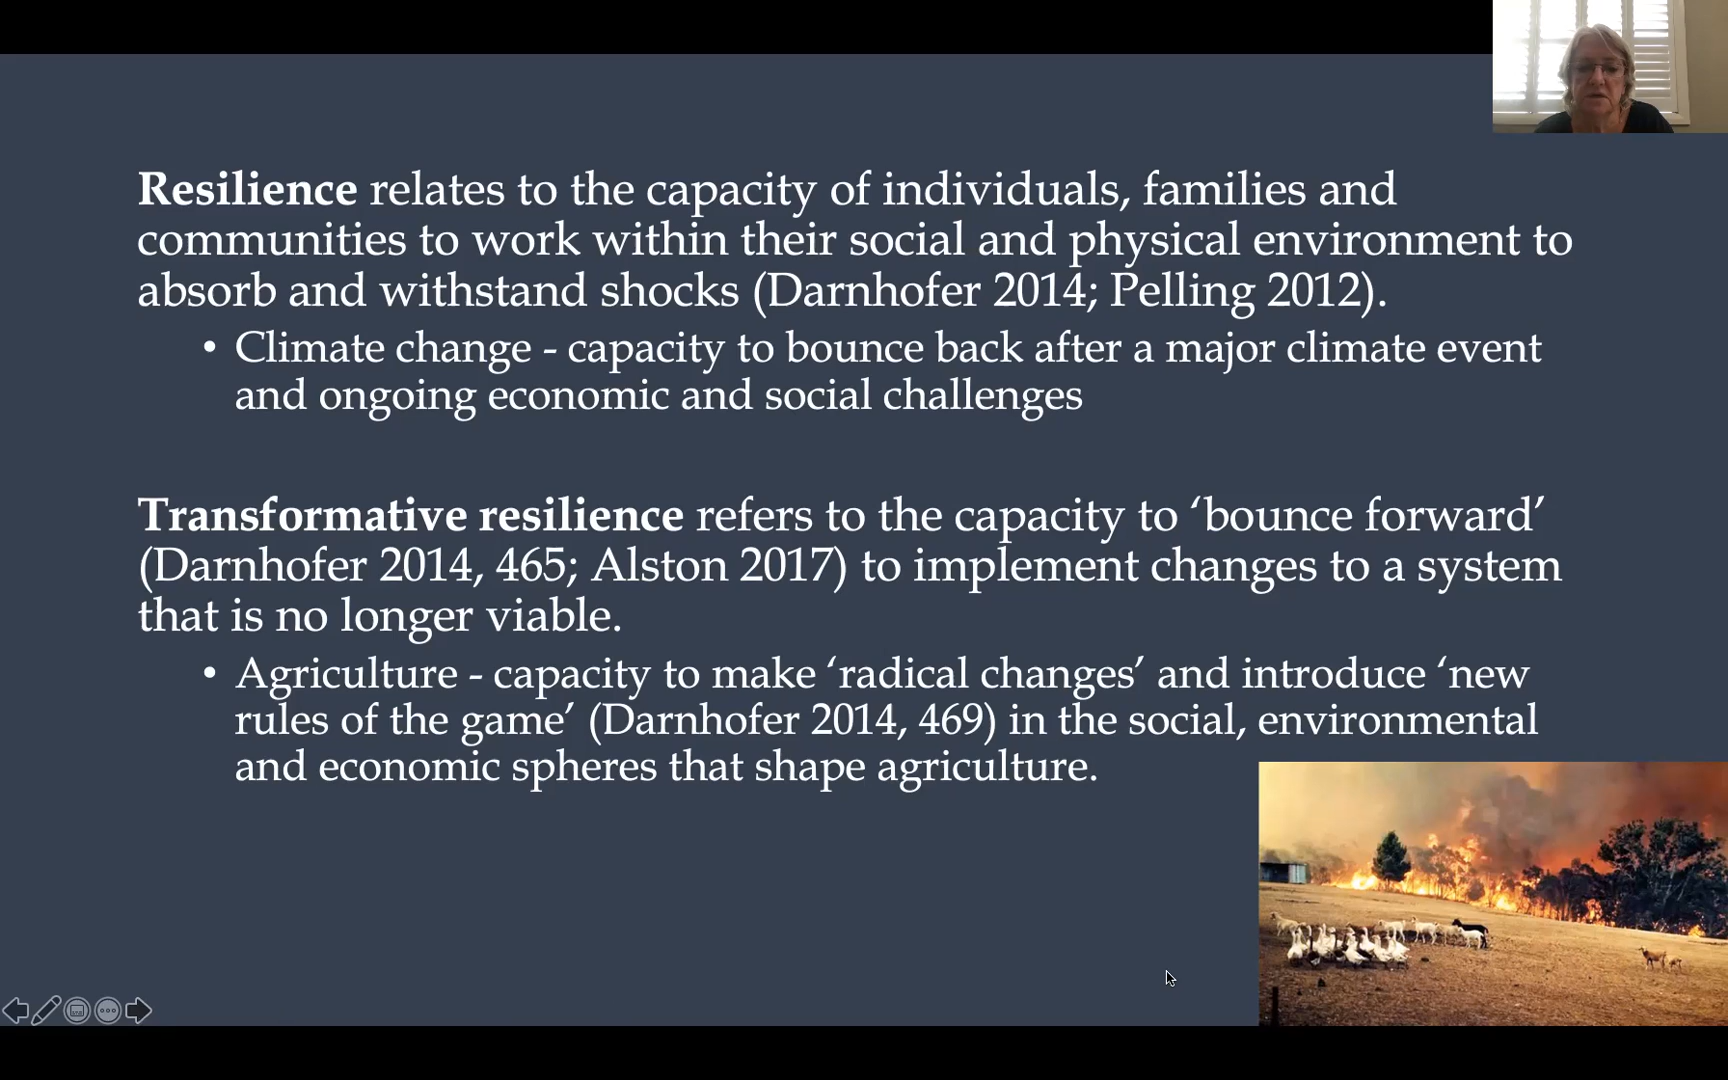 Resilience relates to the capacity of individuals, families and
communities to work within their social and physical environment to
absorb and withstand shocks (Darnhofer 2014; Pelling 2012).
• Climate change - capacity to bounce back after a major climate event
and ongoing economic and social challenges
Transformative resilience refers to the capacity to ‘bounce forward’
(Darnhofer 2014, 465; Alston 2017) to implement changes to a system
that is no longer viable.
• Agriculture - capacity to make ‘radical changes’ and introduce ‘new
rules of the game’ (Darnhofer 2014, 469) in the social, environmental
and economic spheres that shape agriculture.